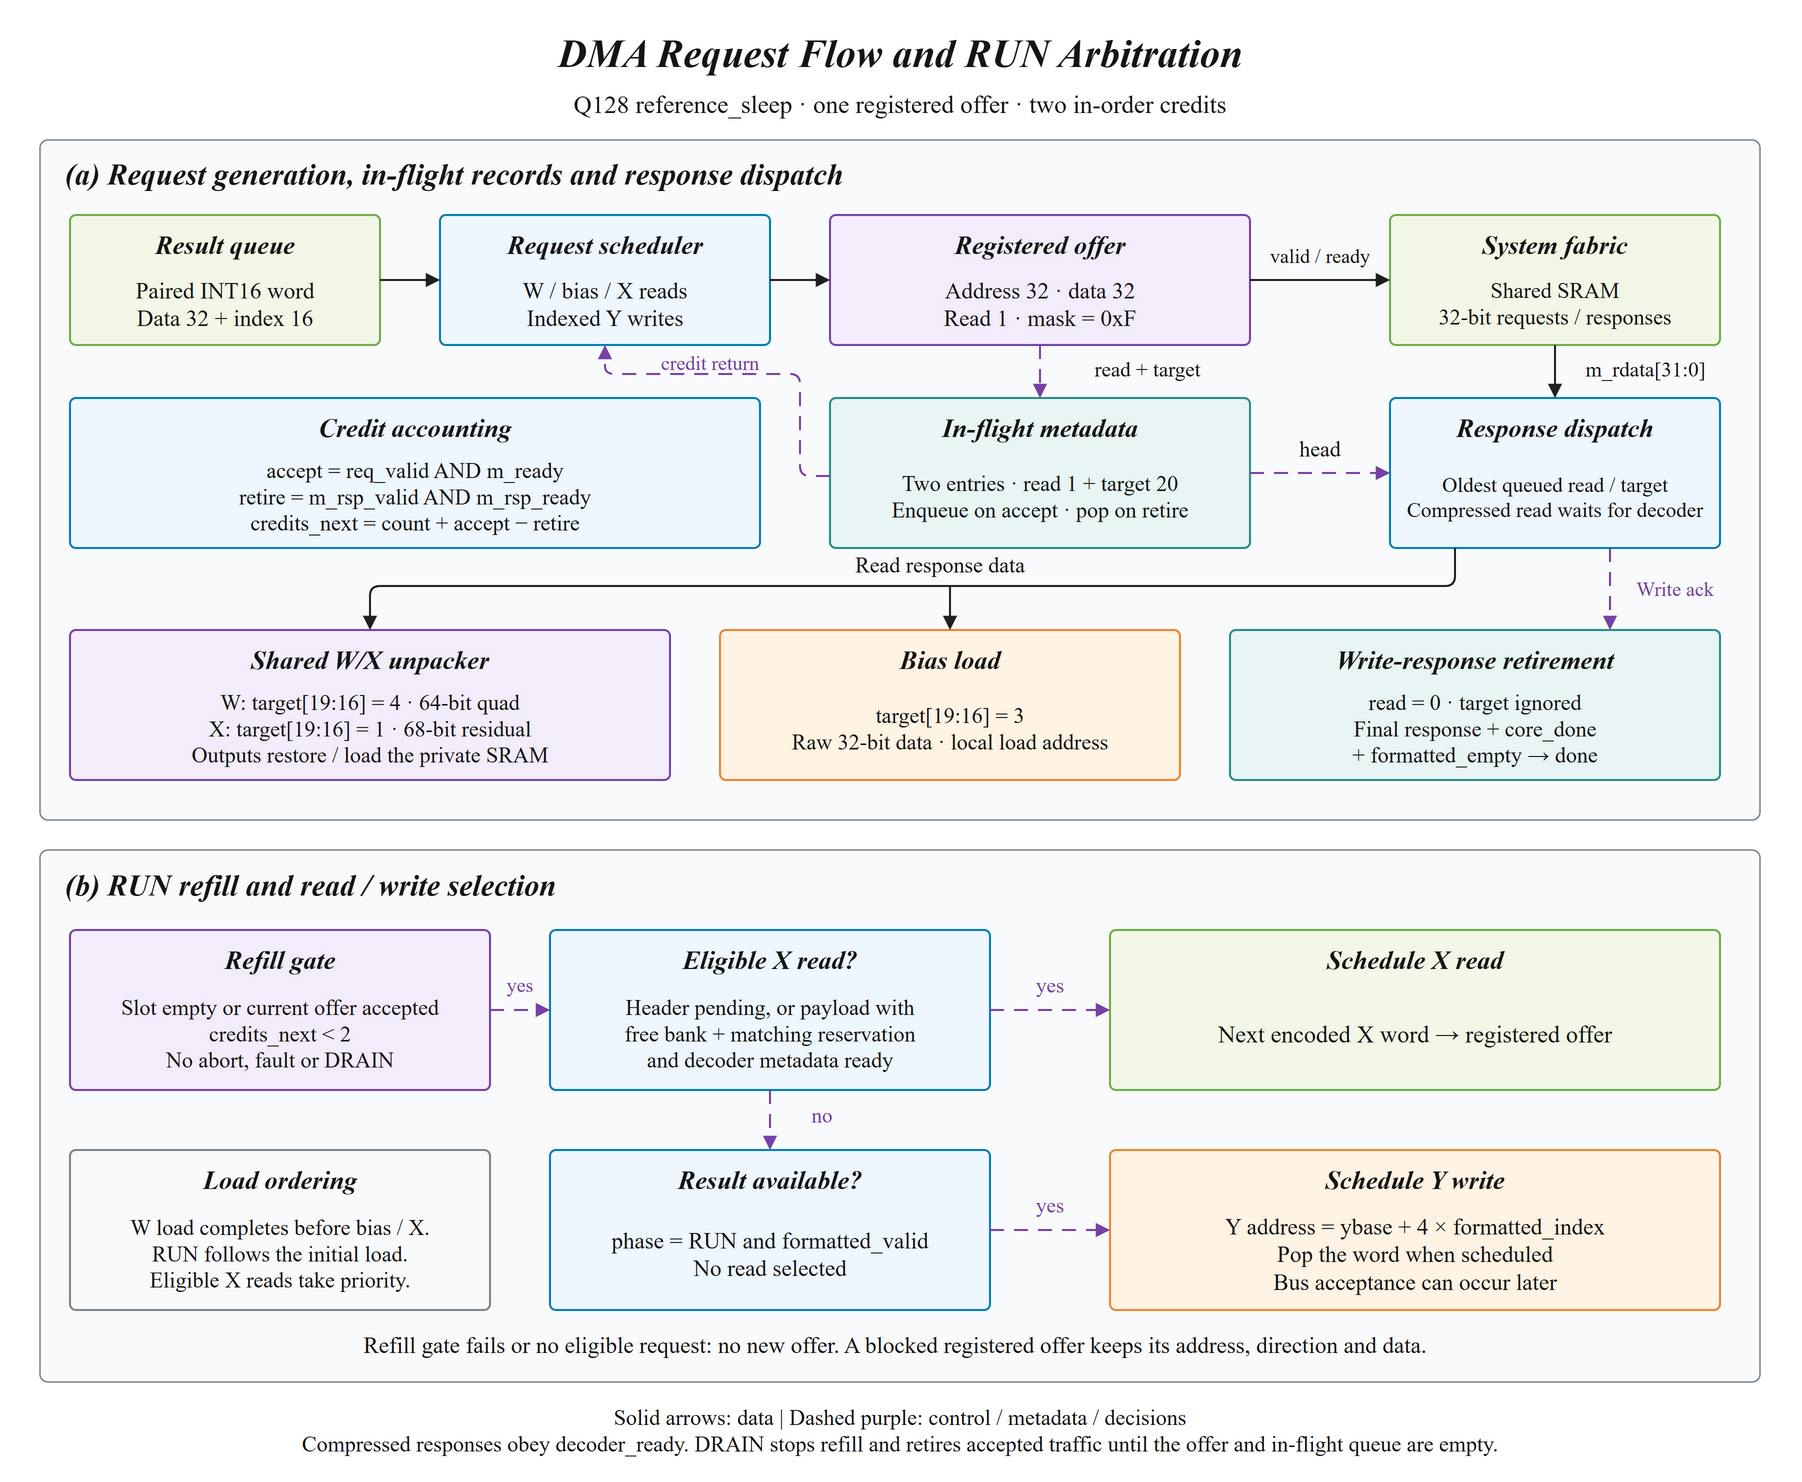 DMA Request Flow and RUN Arbitration
Q128 reference_sleep · one registered offer · two in-order credits
(a) Request generation, in-flight records and response dispatch
Result queue
Paired INT16 word
Data 32 + index 16
Request scheduler
W / bias / X reads
Indexed Y writes
Registered offer
Address 32 · data 32
Read 1 · mask = 0xF
valid / ready
System fabric
Shared SRAM
32-bit requests / responses
credit return
read + target
m_rdata[31:0]
Credit accounting
accept = req_valid AND m_ready
retire = m_rsp_valid AND m_rsp_ready
credits_next = count + accept − retire
In-flight metadata
Two entries · read 1 + target 20
Enqueue on accept · pop on retire
head
Response dispatch
Oldest queued read / target
Compressed read waits for decoder
Read response data
Write ack
Shared W/X unpacker
W: target[19:16] = 4 · 64-bit quad
X: target[19:16] = 1 · 68-bit residual
Outputs restore / load the private SRAM
Bias load
target[19:16] = 3
Raw 32-bit data · local load address
Write-response retirement
read = 0 · target ignored
Final response + core_done
+ formatted_empty → done
(b) RUN refill and read / write selection
Refill gate
Slot empty or current offer accepted
credits_next < 2
No abort, fault or DRAIN
yes
Eligible X read?
Header pending, or payload with
free bank + matching reservation
and decoder metadata ready
yes
Schedule X read
Next encoded X word → registered offer
no
Load ordering
W load completes before bias / X.
RUN follows the initial load.
Eligible X reads take priority.
Result available?
phase = RUN and formatted_valid
No read selected
yes
Schedule Y write
Y address = ybase + 4 × formatted_index
Pop the word when scheduled
Bus acceptance can occur later
Refill gate fails or no eligible request: no new offer. A blocked registered offer keeps its address, direction and data.
Solid arrows: data | Dashed purple: control / metadata / decisions
Compressed responses obey decoder_ready. DRAIN stops refill and retires accepted traffic until the offer and in-flight queue are empty.